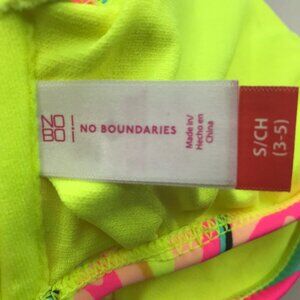 NO
BO!
NO BOUNDARIES
Made in/
Hecho en
China
S/CH
(3-5)